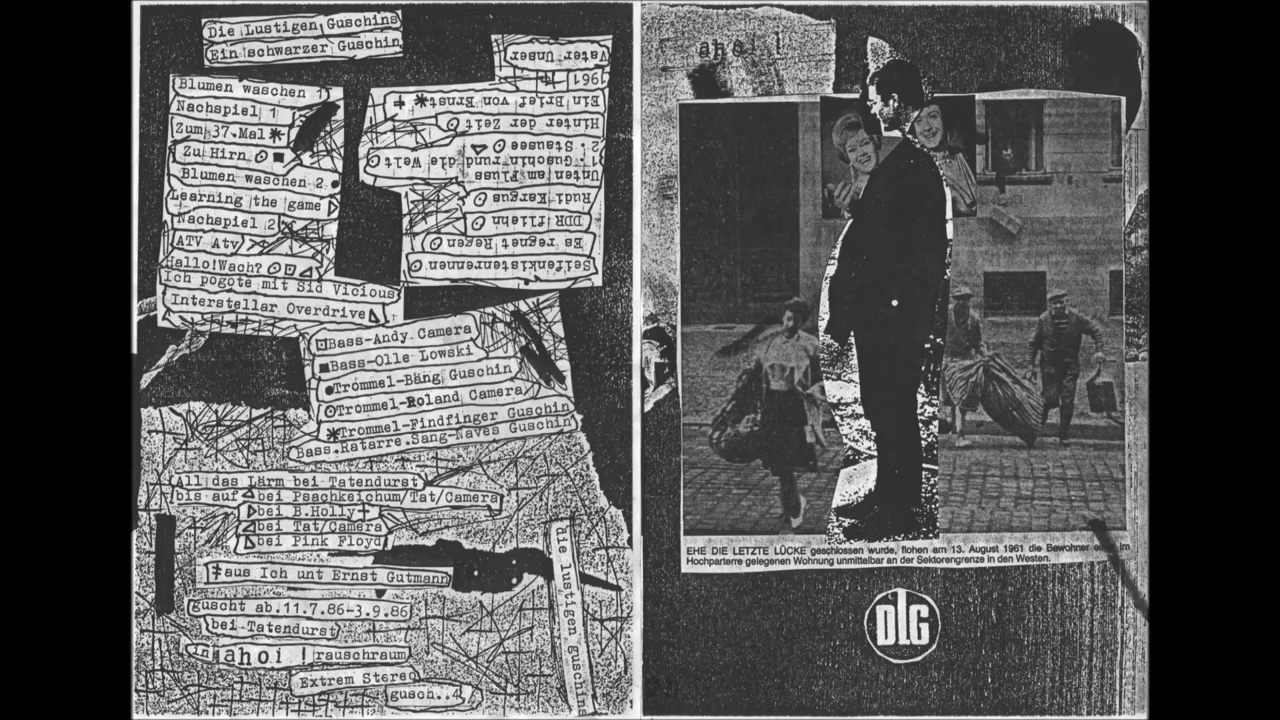 Die Lustigen Guschins
Ein schwarzer Guschin
Blumen waschen 1
Nachspiel 1
Zum 37.Mal
Zu Hirn
Blumen waschen 2
Learning the game
Nachspiel 2
ATV Atv
Hallo!Wach?
Ich pogote mit Sid Vicious
Interstellar Overdrive
Seifenkistenrennen
Es regnet Regen
DDR fliehn
Rudi Kargus
Unten am Fluss
1. Guschin rund die Welt
2. Stausee
Hinter der Zeit
Ein Brief von Ernst
1961
Vater Unser
Bass-Andy Camera
Bass-Olle Lowski
Trommel-Bäng Guschin
Trommel-Roland Camera
Trommel-Findfinger Guschin
Bass.Ratarre.Sang-Naves Guschin
All das Lärm bei Tatendurst
bis auf bei Psachkeichum/Tat/Camera
bei B.Holly
bei Tat/Camera
bei Pink Floyd
aus Ich unt Ernst Gutmann
guscht ab.11.7.86-3.9.86
bei Tatendurst
in ahoi! rauschraum
Extrem Stereo
gusch..4
die lustigen guschins
ahoi!
EHE DIE LETZTE LÜCKE geschlossen wurde, flohen am 13. August 1961 die Bewohner im
Hochparterre gelegenen Wohnung unmittelbar an der Sektorengrenze in den Westen.
DLG